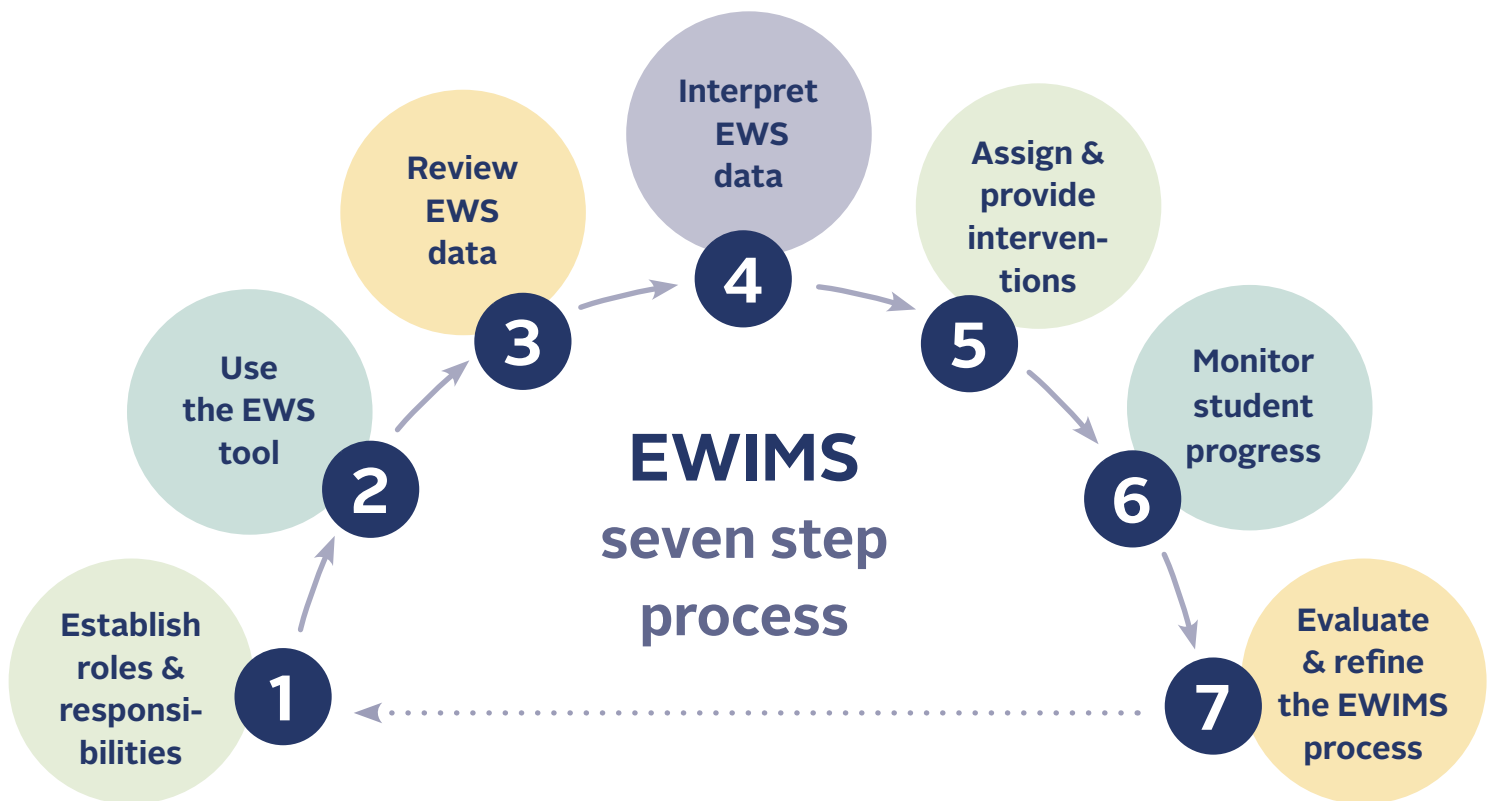 EWIMS
seven step
process
1
Establish
roles &
responsi-
bilities
2
Use
the EWS
tool
3
Review
EWS
data
4
Interpret
EWS
data
5
Assign &
provide
interven-
tions
6
Monitor
student
progress
7
Evaluate
& refine
the EWIMS
process